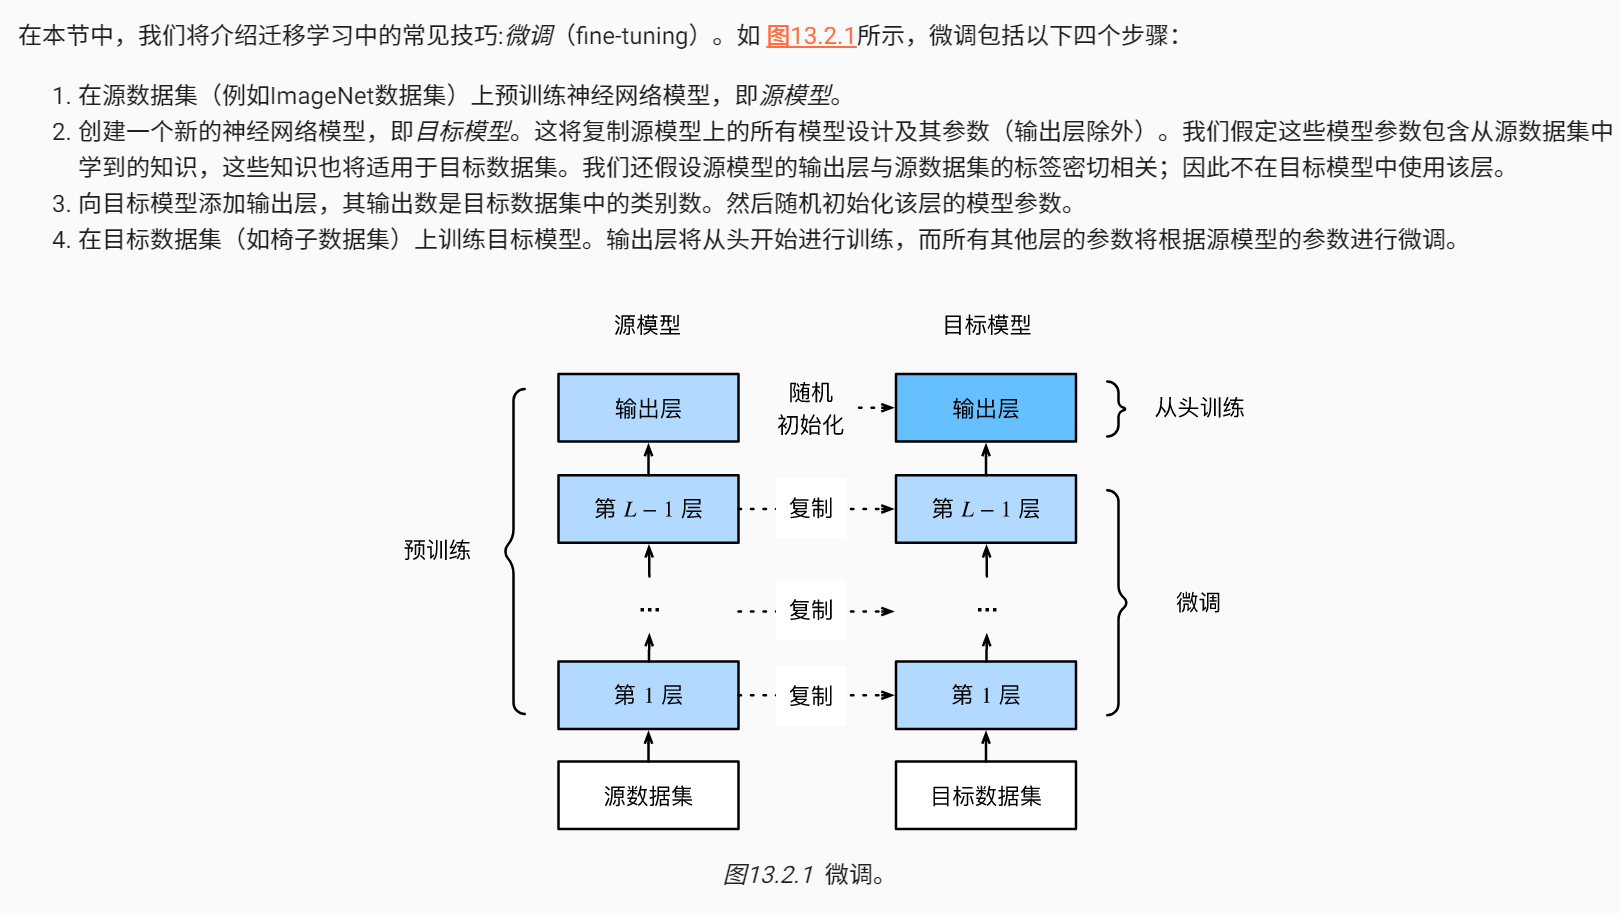 在本节中，我们将介绍迁移学习中的常见技巧:微调（fine-tuning）。如 图13.2.1所示，微调包括以下四个步骤：
1. 在源数据集（例如ImageNet数据集）上预训练神经网络模型，即源模型。
2. 创建一个新的神经网络模型，即目标模型。这将复制源模型上的所有模型设计及其参数（输出层除外）。我们假定这些模型参数包含从源数据集中
学到的知识，这些知识也将适用于目标数据集。我们还假设源模型的输出层与源数据集的标签密切相关；因此不在目标模型中使用该层。
3. 向目标模型添加输出层，其输出数是目标数据集中的类别数。然后随机初始化该层的模型参数。
4. 在目标数据集（如椅子数据集）上训练目标模型。输出层将从头开始进行训练，而所有其他层的参数将根据源模型的参数进行微调。
源模型
目标模型
输出层
随机
初始化
输出层
从头训练
第 L – 1 层
复制
第 L – 1 层
预训练
...
复制
...
微调
第 1 层
复制
第 1 层
源数据集
目标数据集
图13.2.1 微调。